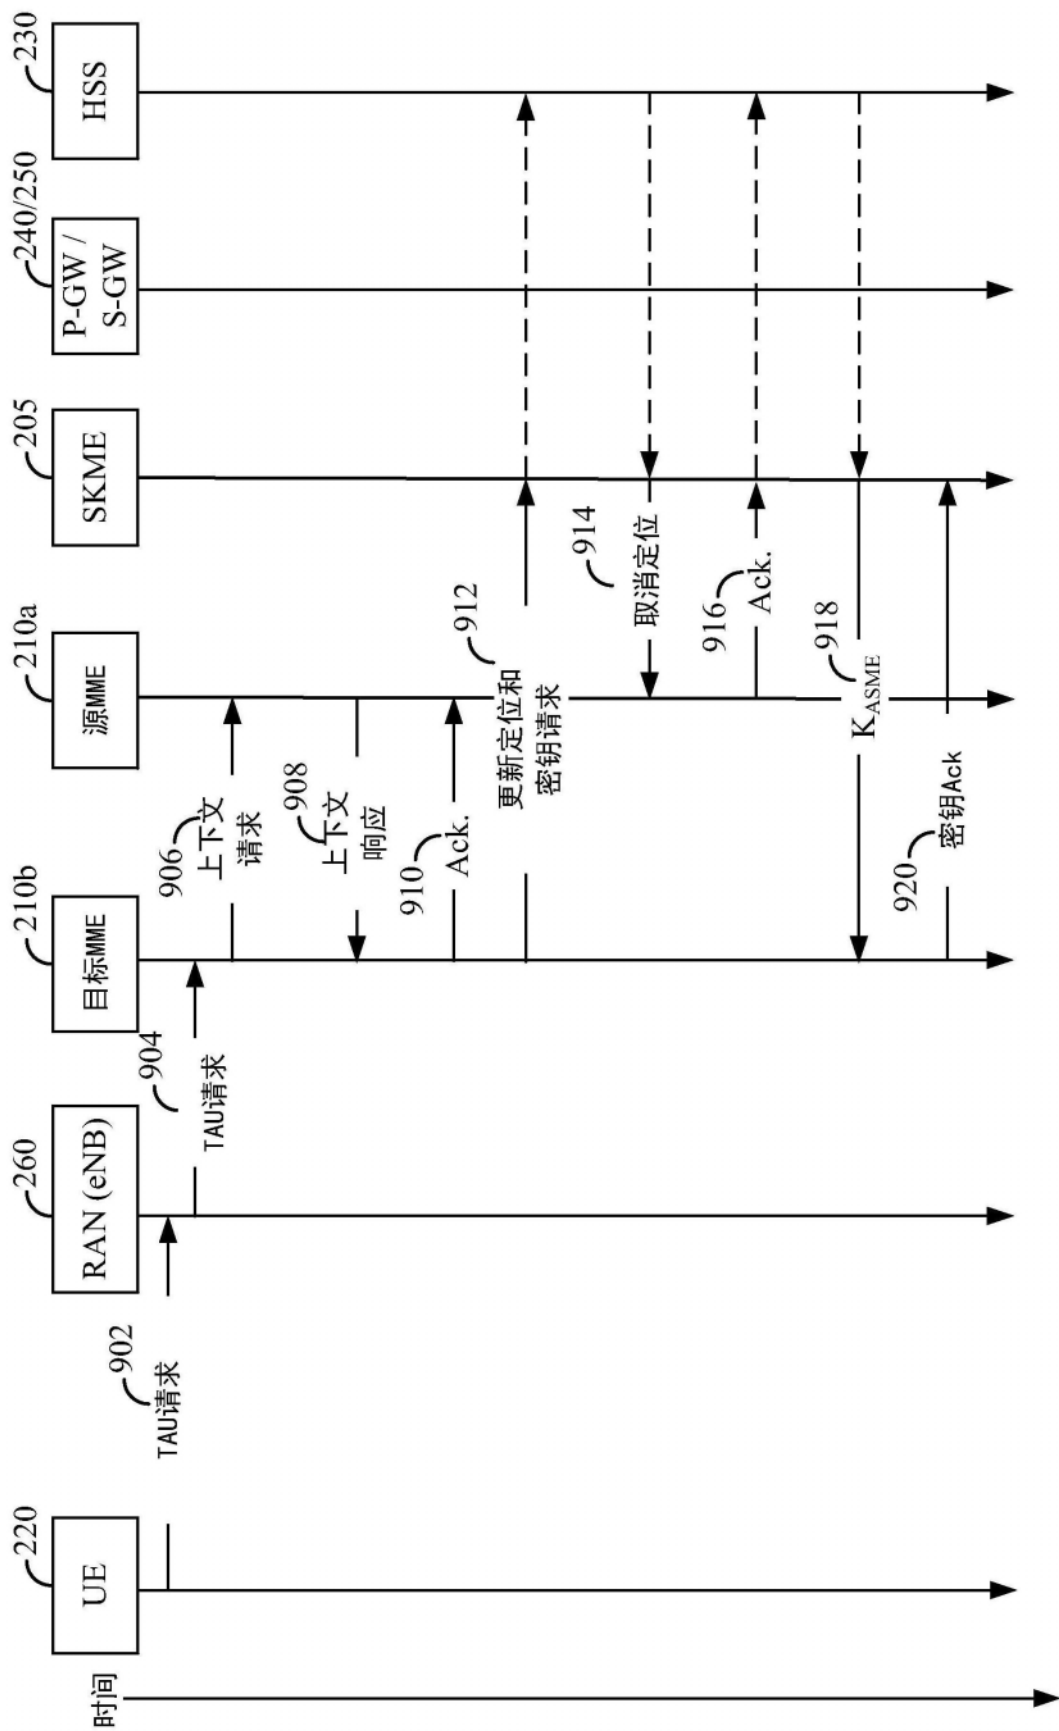 时间
220
UE
260
RAN (eNB)
210b
目标MME
210a
源MME
205
SKME
240/250
P-GW /
S-GW
230
HSS
902
TAU请求
904
TAU请求
906
上下文
请求
908
上下文
响应
910
Ack.
912
更新定位和
密钥请求
914
取消定位
916
Ack.
918
KASME
920
密钥Ack